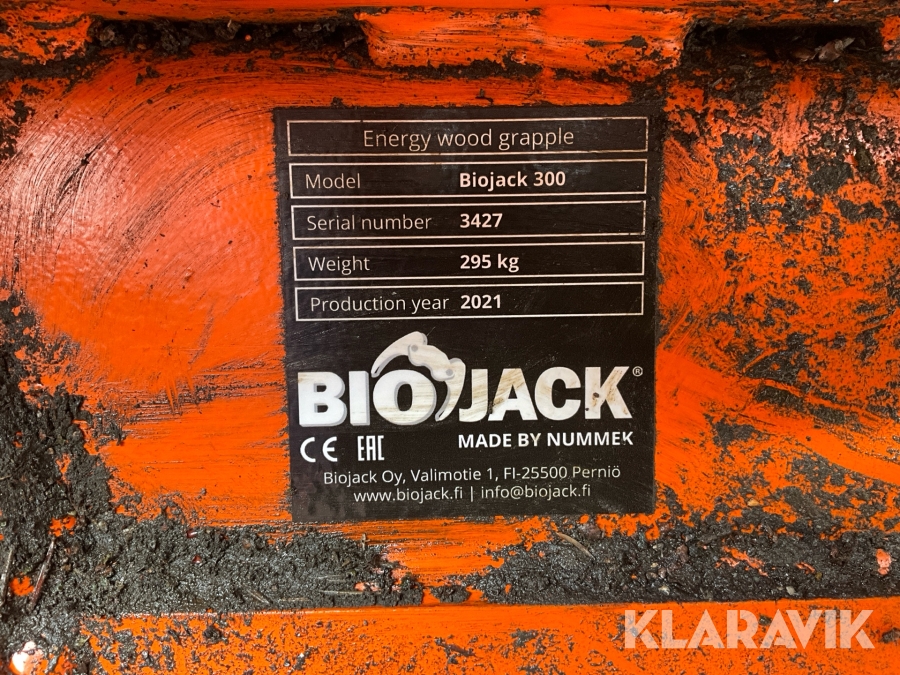 Energy wood grapple
Model Biojack 300
Serial number 3427
Weight 295 kg
Production year 2021
BIOJACK®
CE EAC MADE BY NUMMEK
Biojack Oy, Valimotie 1, FI-25500 Perniö
www.biojack.fi | info@biojack.fi
KLARAVIK